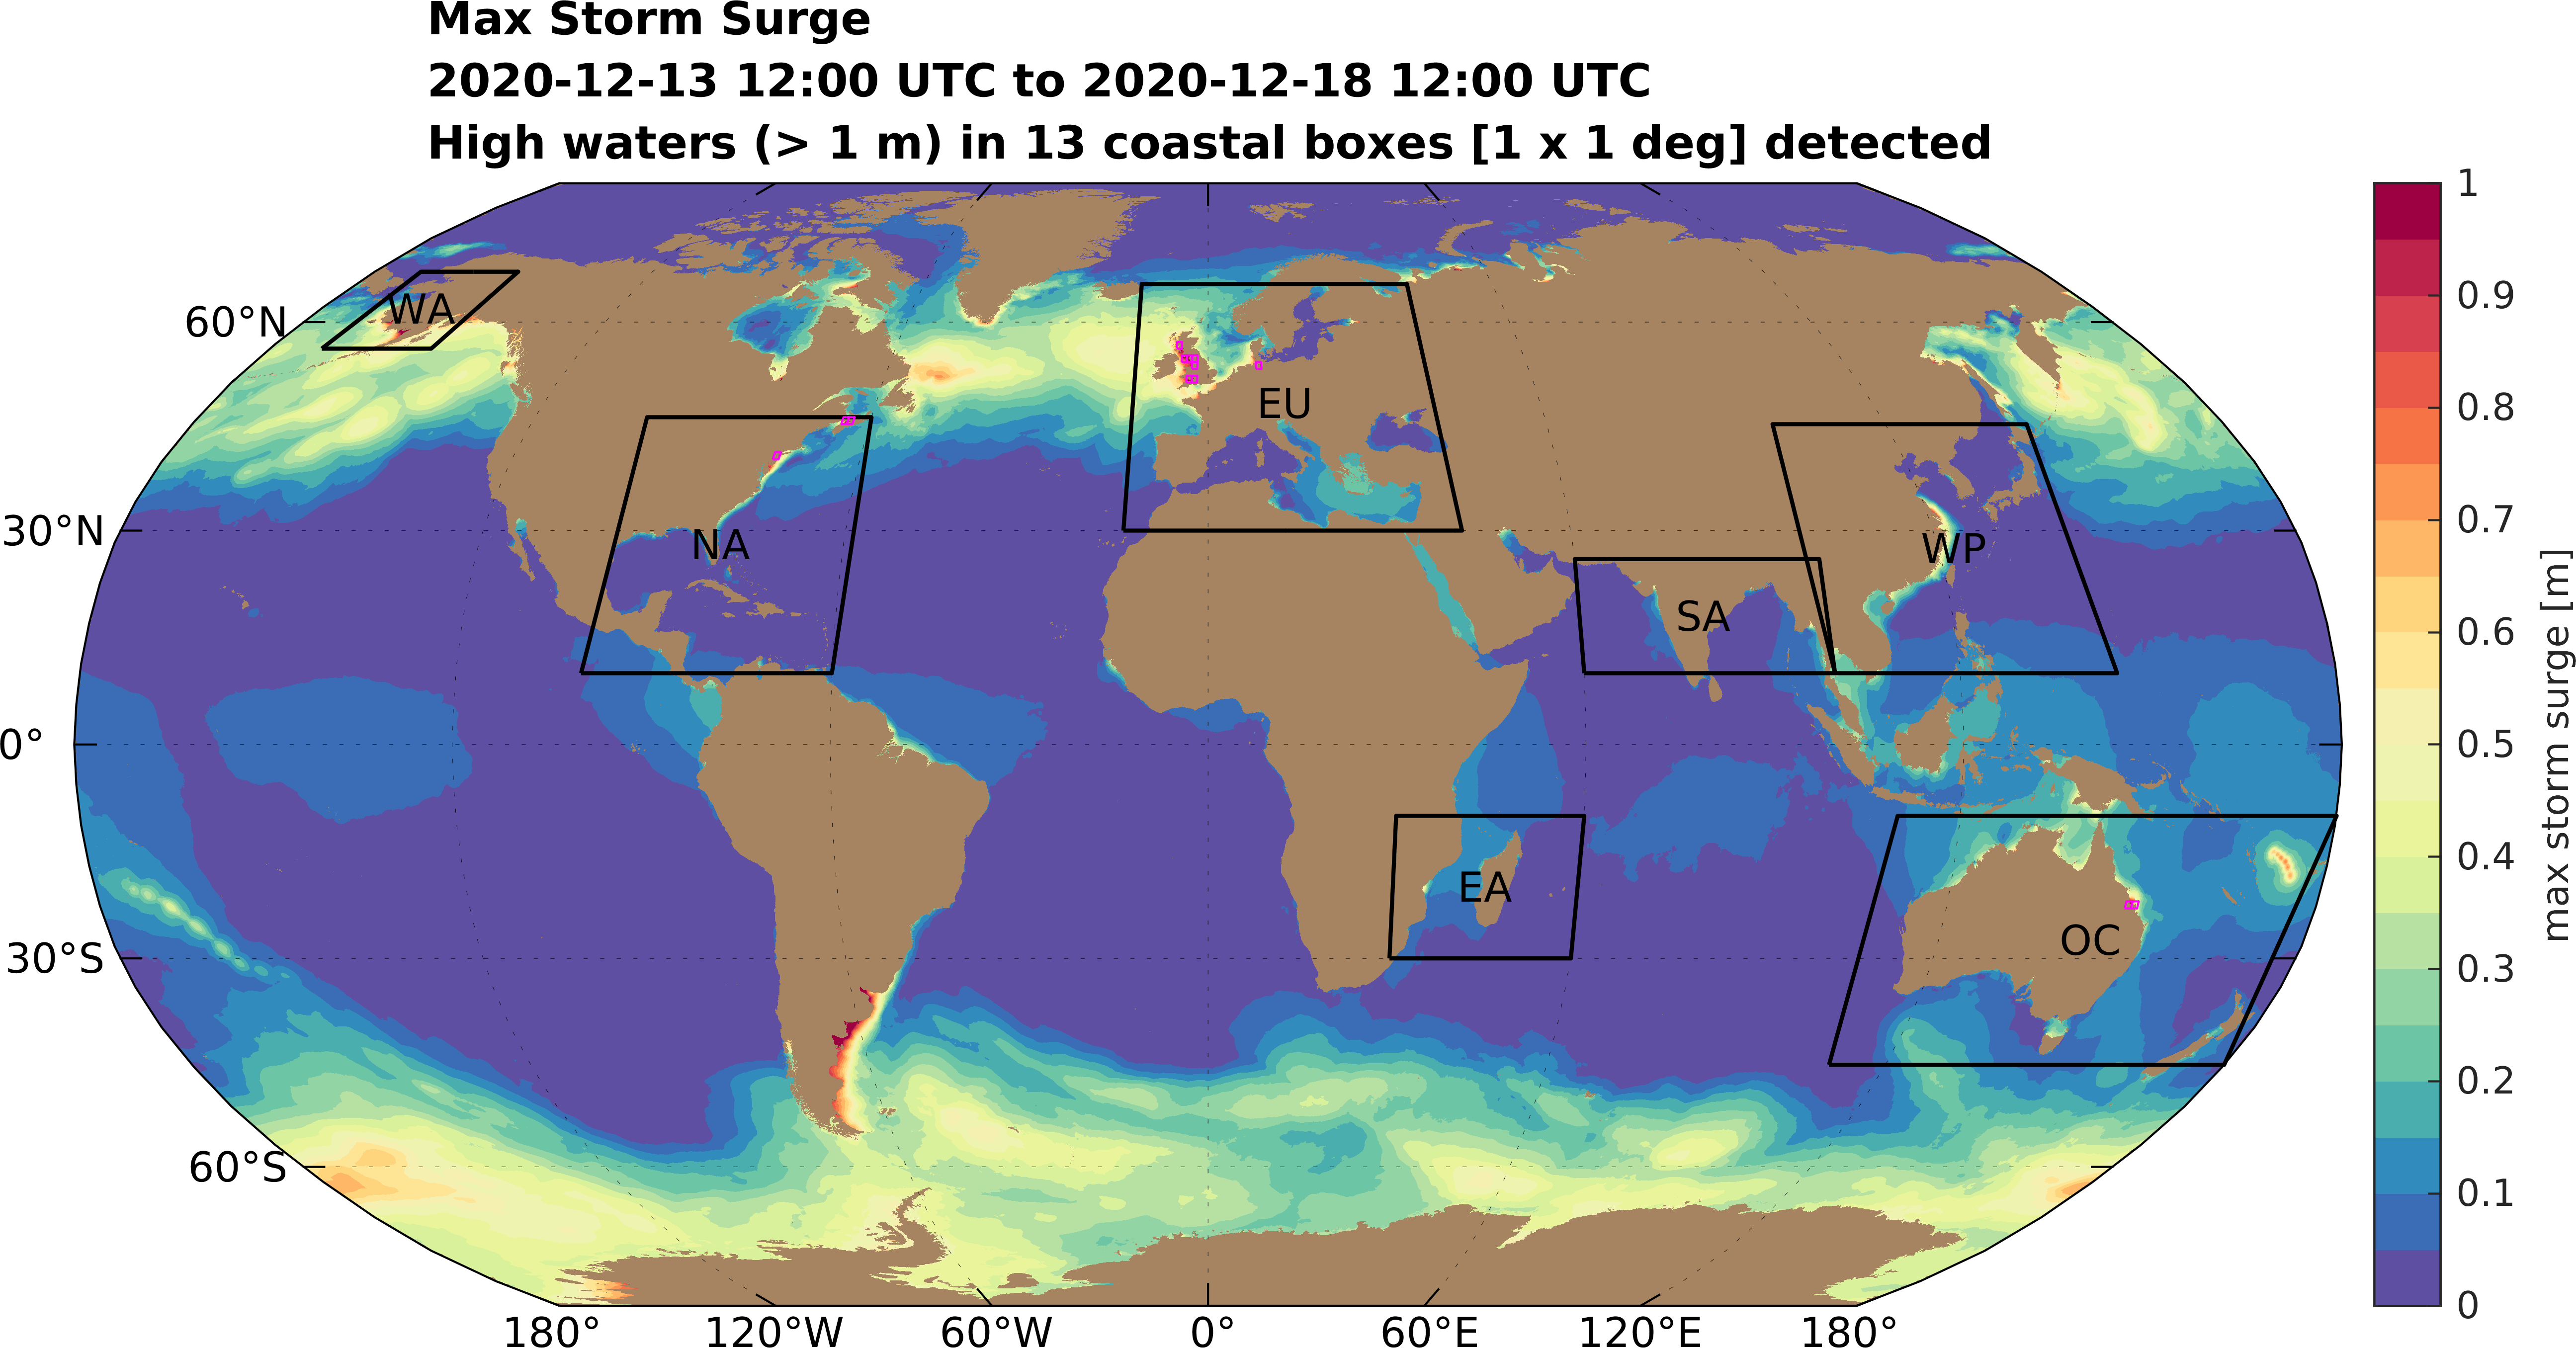 Max Storm Surge
2020-12-13 12:00 UTC to 2020-12-18 12:00 UTC
High waters (> 1 m) in 13 coastal boxes [1 x 1 deg] detected
60°N
30°N
0°
30°S
60°S
WA
NA
EU
SA
WP
EA
OC
180°
120°W
60°W
0°
60°E
120°E
180°
1
0.9
0.8
0.7
0.6
0.5
0.4
0.3
0.2
0.1
0
max storm surge [m]